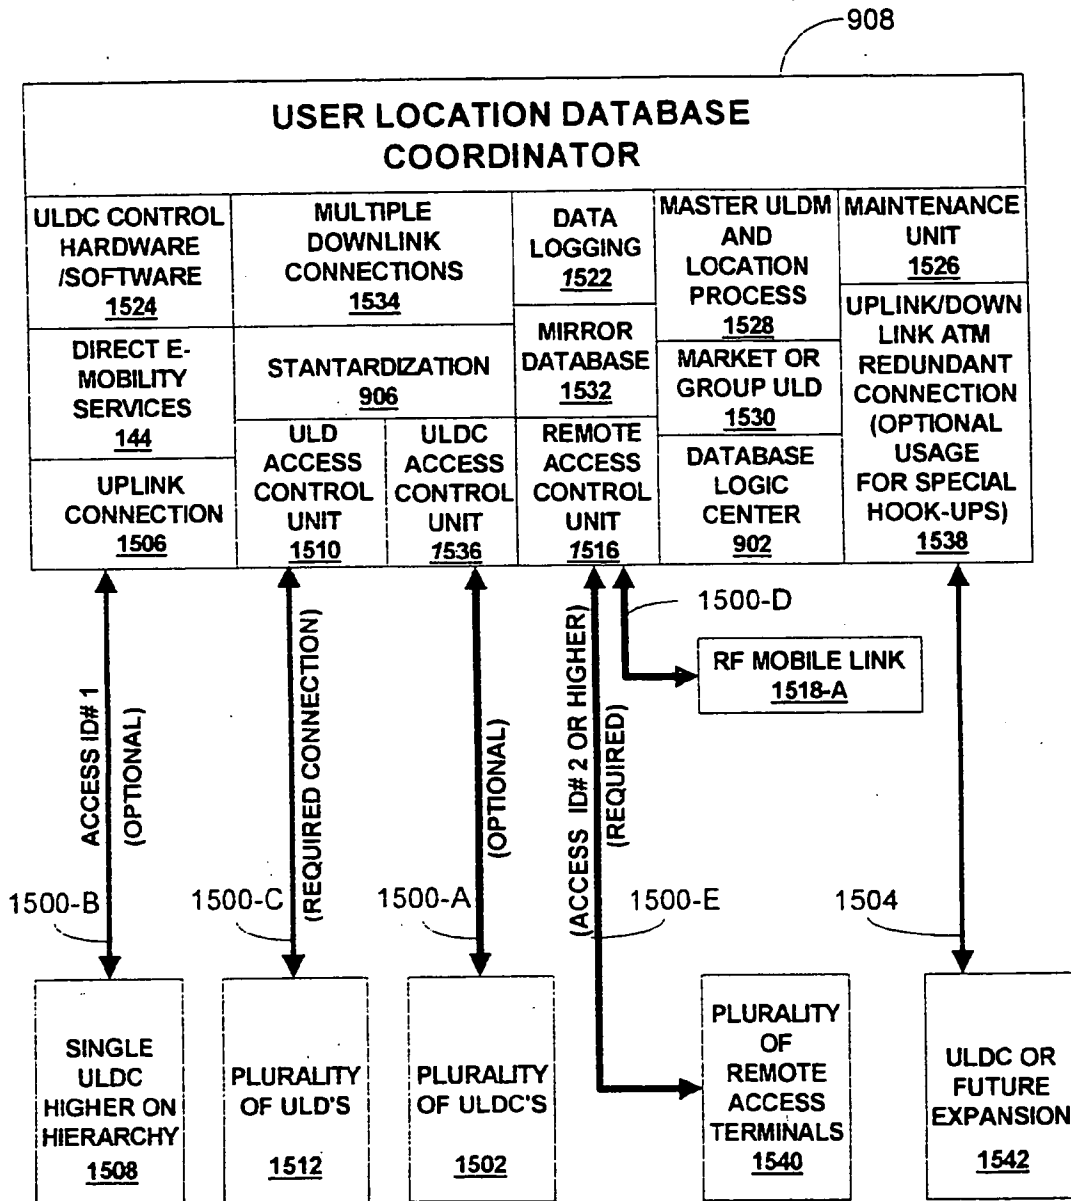 908
USER LOCATION DATABASE
COORDINATOR
ULDC CONTROL
HARDWARE
/SOFTWARE
1524
DIRECT E-
MOBILITY
SERVICES
144
UPLINK
CONNECTION
1506
MULTIPLE
DOWNLINK
CONNECTIONS
1534
STANTARDIZATION
906
ULD
ACCESS
CONTROL
UNIT
1510
ULDC
ACCESS
CONTROL
UNIT
1536
DATA
LOGGING
1522
MIRROR
DATABASE
1532
REMOTE
ACCESS
CONTROL
UNIT
1516
MASTER ULDM
AND
LOCATION
PROCESS
1528
MARKET OR
GROUP ULD
1530
DATABASE
LOGIC
CENTER
902
MAINTENANCE
UNIT
1526
UPLINK/DOWN
LINK ATM
REDUNDANT
CONNECTION
(OPTIONAL
USAGE
FOR SPECIAL
HOOK-UPS)
1538
1500-D
RF MOBILE LINK
1518-A
ACCESS ID# 1
(OPTIONAL)
(REQUIRED CONNECTION)
(OPTIONAL)
(ACCESS ID# 2 OR HIGHER)
(REQUIRED)
1500-B
1500-C
1500-A
1500-E
1504
SINGLE
ULDC
HIGHER ON
HIERARCHY
1508
PLURALITY
OF ULD'S
1512
PLURALITY
OF ULDC'S
1502
PLURALITY
OF
REMOTE
ACCESS
TERMINALS
1540
ULDC OR
FUTURE
EXPANSION
1542